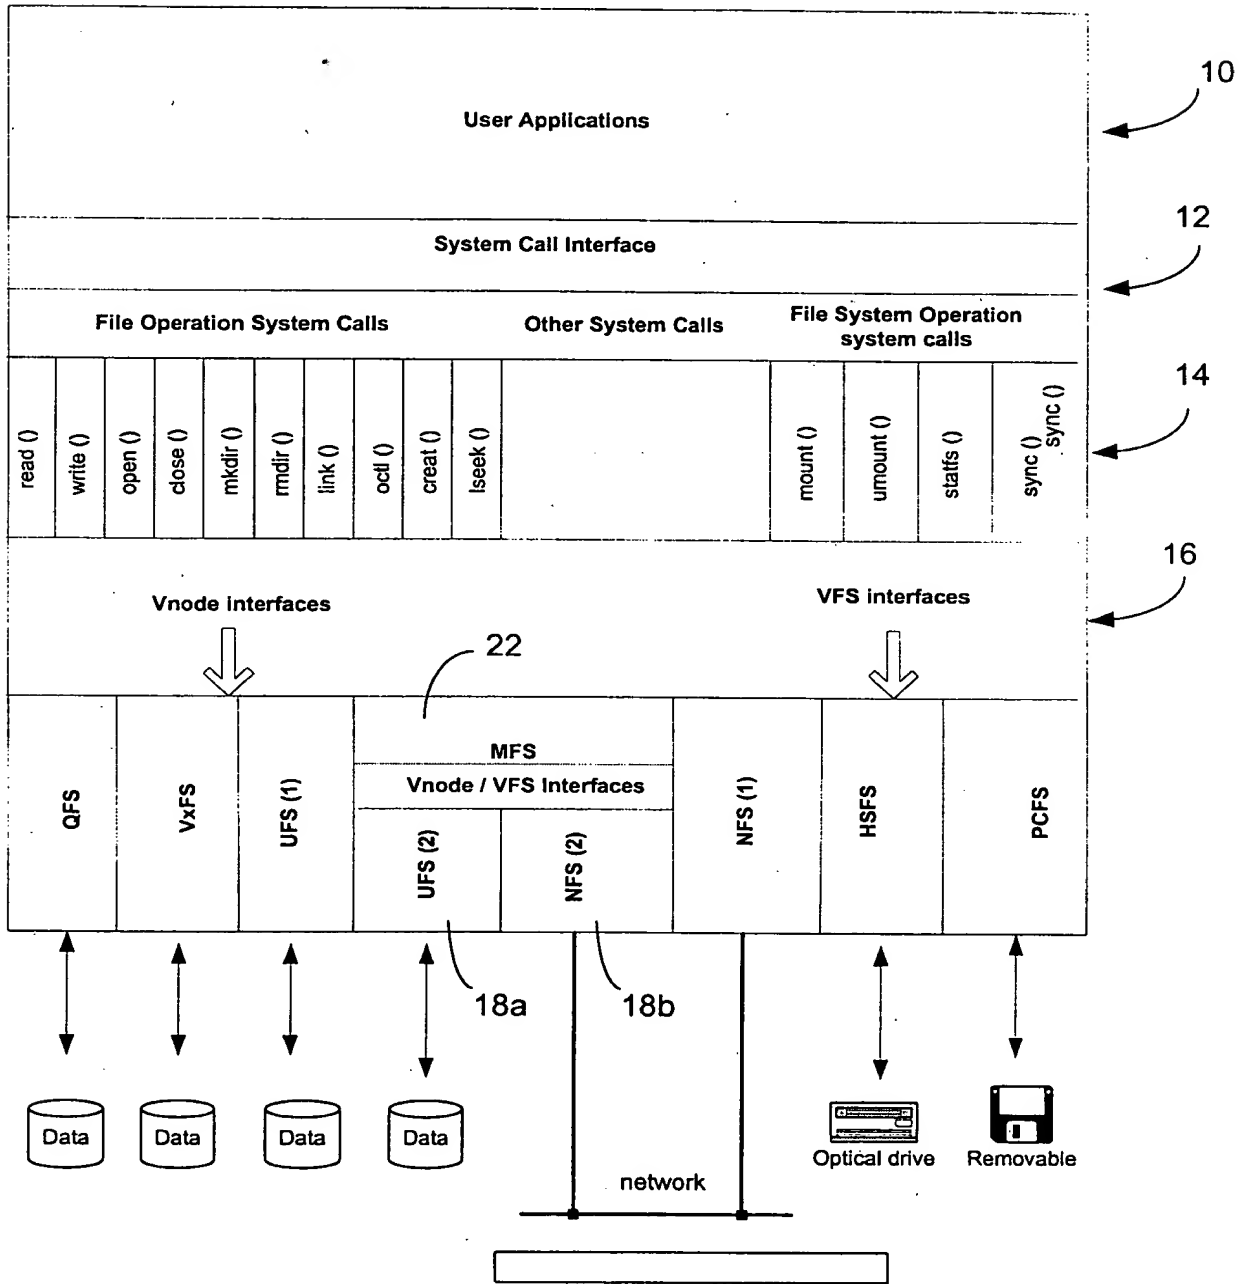 10
User Applications
12
System Call Interface
File Operation System Calls
Other System Calls
File System Operation
system calls
14
read ()
write ()
open ()
close ()
mkdir ()
rmdir ()
link ()
octl ()
creat ()
lseek ()
mount ()
umount ()
statfs ()
sync ()
sync ()
16
Vnode interfaces
VFS interfaces
22
QFS
VxFS
UFS (1)
MFS
Vnode / VFS Interfaces
UFS (2)
NFS (2)
NFS (1)
HSFS
PCFS
18a
18b
Data
Data
Data
Data
Optical drive
Removable
network